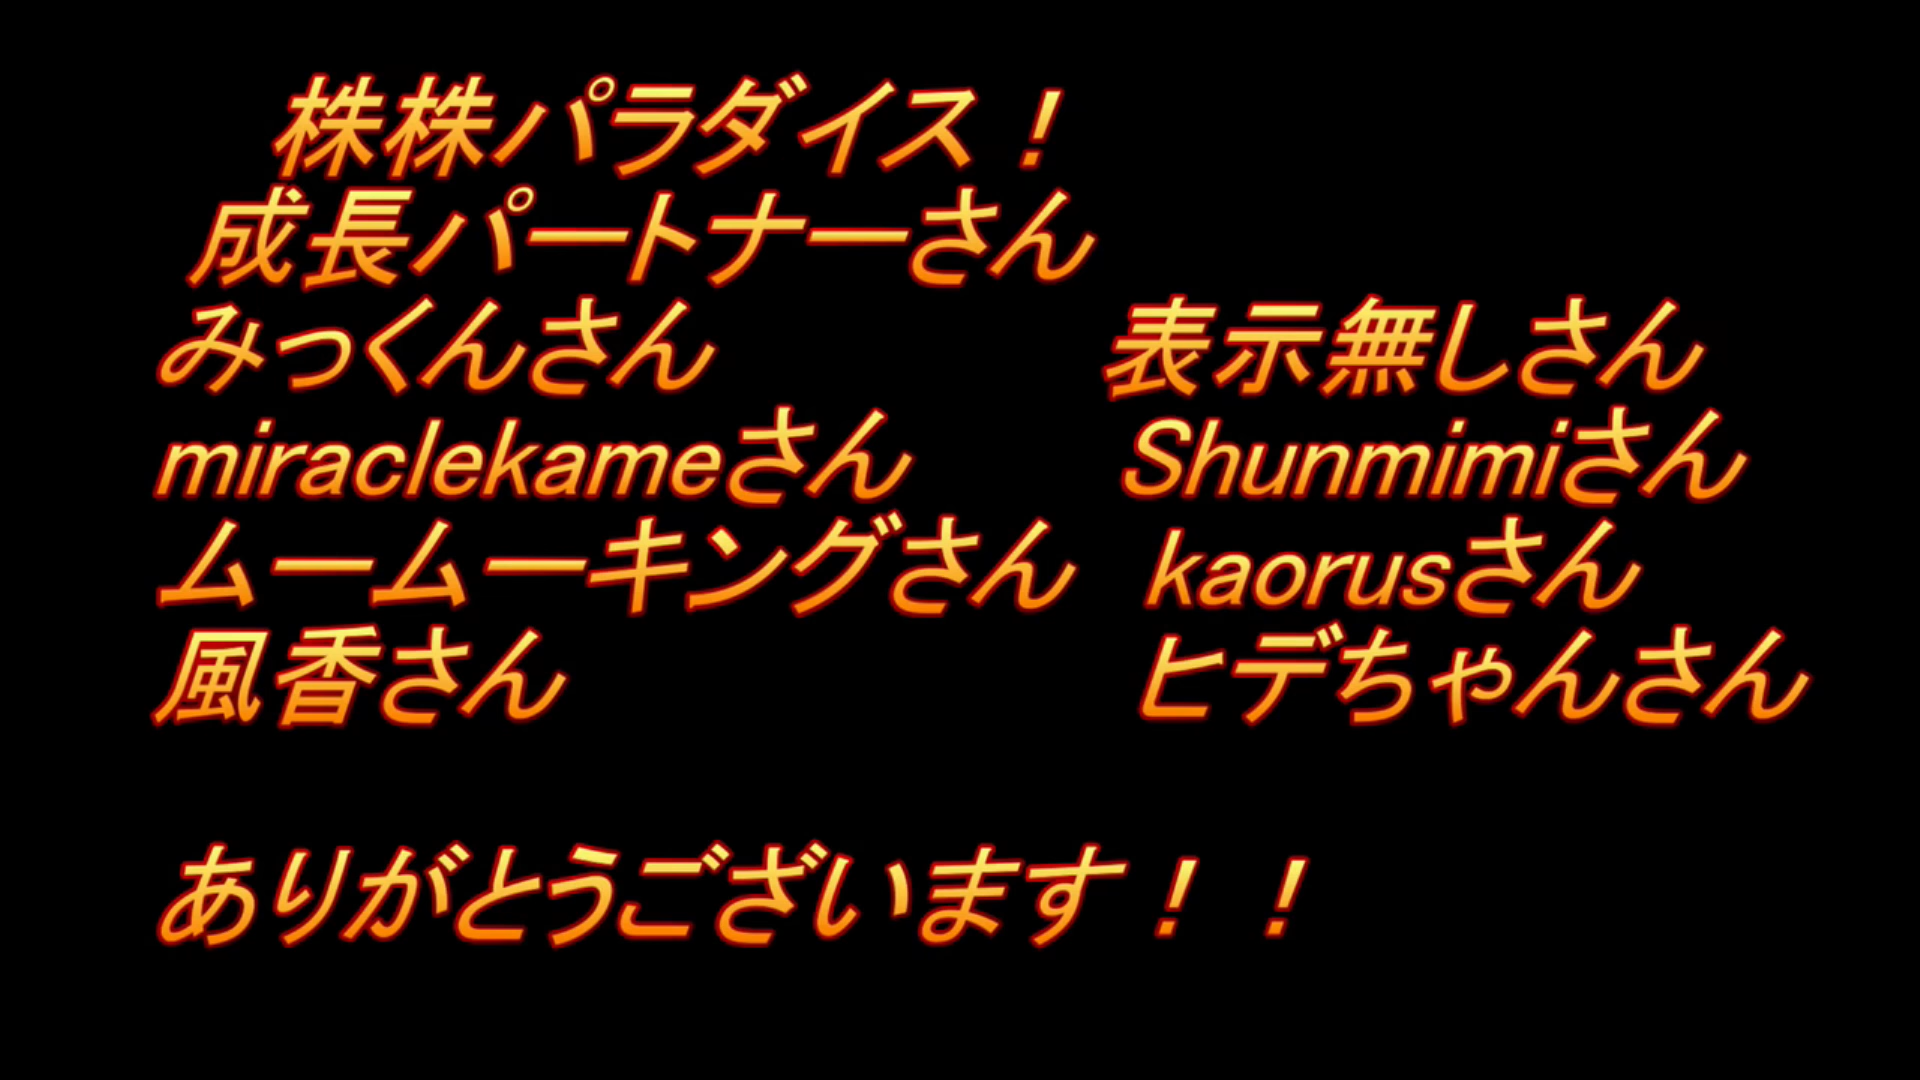 株株パラダイス！
成長パートナーさん
みっくんさん　表示無しさん
miraclekameさん　Shunmimiさん
ムームーキングさん　kaorusさん
風香さん　ヒデちゃんさん
ありがとうございます！！